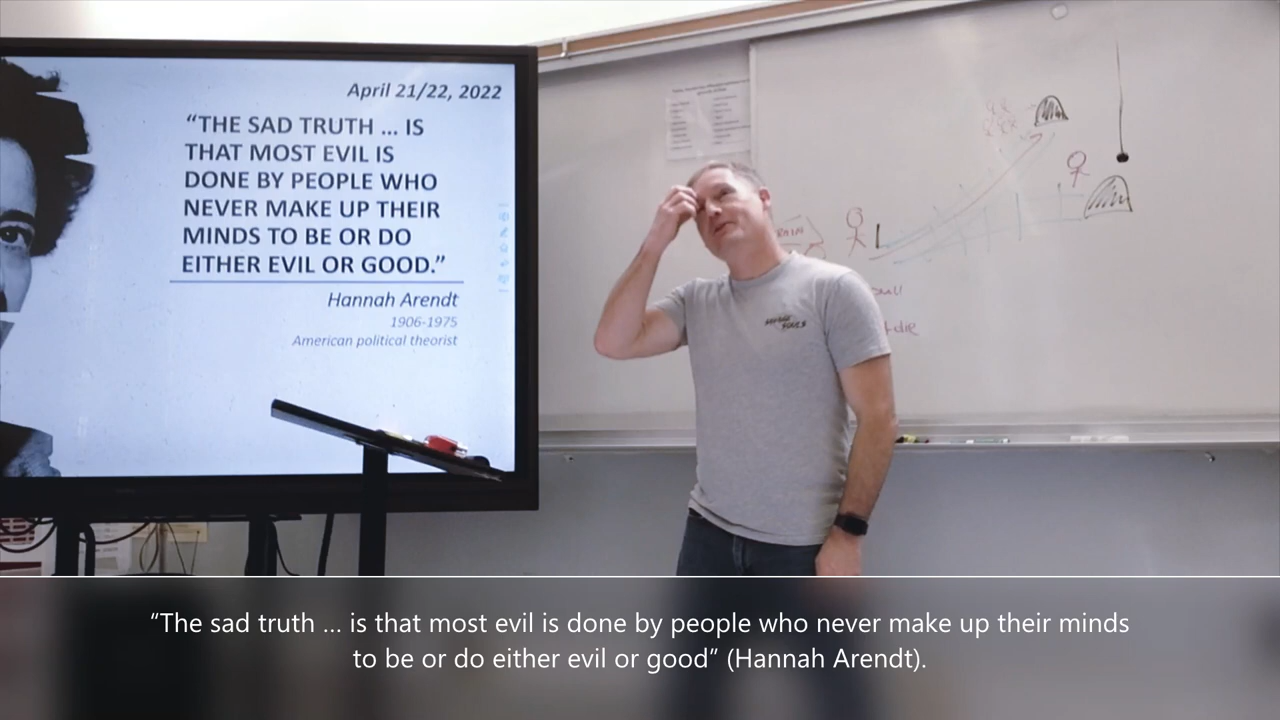 April 21/22, 2022
“THE SAD TRUTH ... IS
THAT MOST EVIL IS
DONE BY PEOPLE WHO
NEVER MAKE UP THEIR
MINDS TO BE OR DO
EITHER EVIL OR GOOD.”
Hannah Arendt
1906-1975
American political theorist
“The sad truth ... is that most evil is done by people who never make up their minds
to be or do either evil or good” (Hannah Arendt).